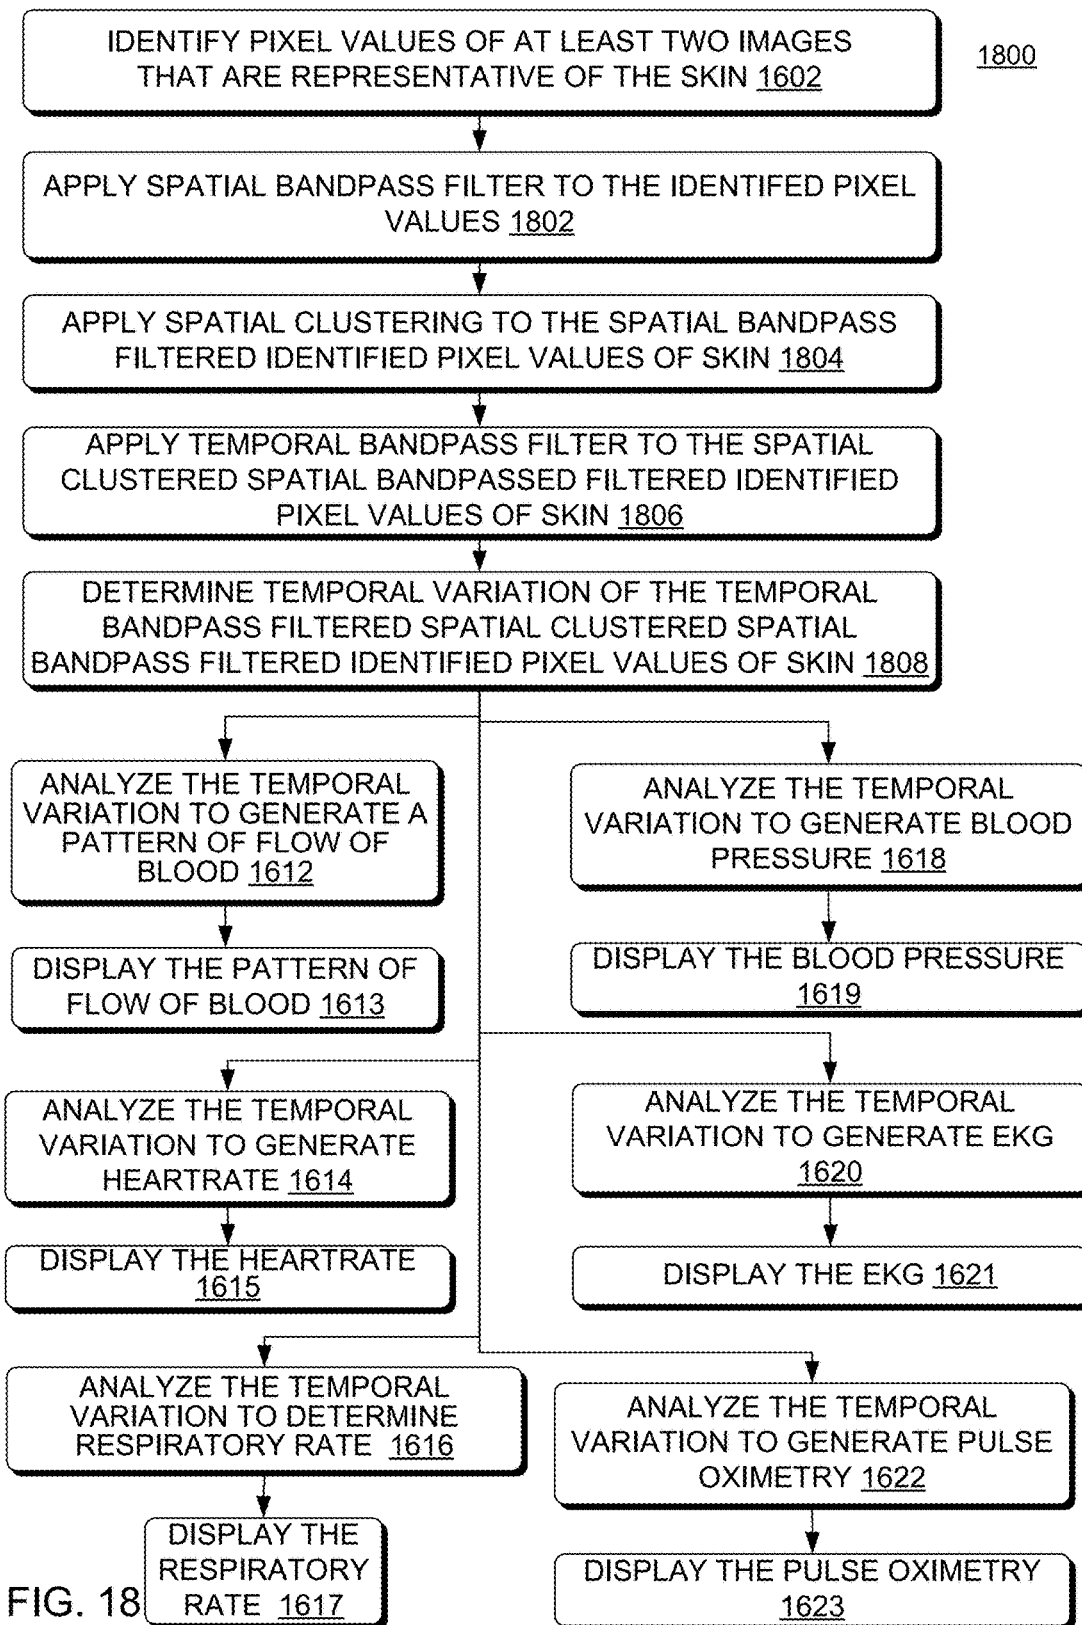 IDENTIFY PIXEL VALUES OF AT LEAST TWO IMAGES
THAT ARE REPRESENTATIVE OF THE SKIN 1602
1800
APPLY SPATIAL BANDPASS FILTER TO THE IDENTIFED PIXEL
VALUES 1802
APPLY SPATIAL CLUSTERING TO THE SPATIAL BANDPASS
FILTERED IDENTIFIED PIXEL VALUES OF SKIN 1804
APPLY TEMPORAL BANDPASS FILTER TO THE SPATIAL
CLUSTERED SPATIAL BANDPASSED FILTERED IDENTIFIED
PIXEL VALUES OF SKIN 1806
DETERMINE TEMPORAL VARIATION OF THE TEMPORAL
BANDPASS FILTERED SPATIAL CLUSTERED SPATIAL
BANDPASS FILTERED IDENTIFIED PIXEL VALUES OF SKIN 1808
ANALYZE THE TEMPORAL
VARIATION TO GENERATE A
PATTERN OF FLOW OF
BLOOD 1612
DISPLAY THE PATTERN OF
FLOW OF BLOOD 1613
ANALYZE THE TEMPORAL
VARIATION TO GENERATE BLOOD
PRESSURE 1618
DISPLAY THE BLOOD PRESSURE
1619
ANALYZE THE TEMPORAL
VARIATION TO GENERATE
HEARTRATE 1614
DISPLAY THE HEARTRATE
1615
ANALYZE THE TEMPORAL
VARIATION TO GENERATE EKG
1620
DISPLAY THE EKG 1621
ANALYZE THE TEMPORAL
VARIATION TO DETERMINE
RESPIRATORY RATE 1616
DISPLAY THE
RESPIRATORY
RATE 1617
ANALYZE THE TEMPORAL
VARIATION TO GENERATE PULSE
OXIMETRY 1622
DISPLAY THE PULSE OXIMETRY
1623
FIG. 18